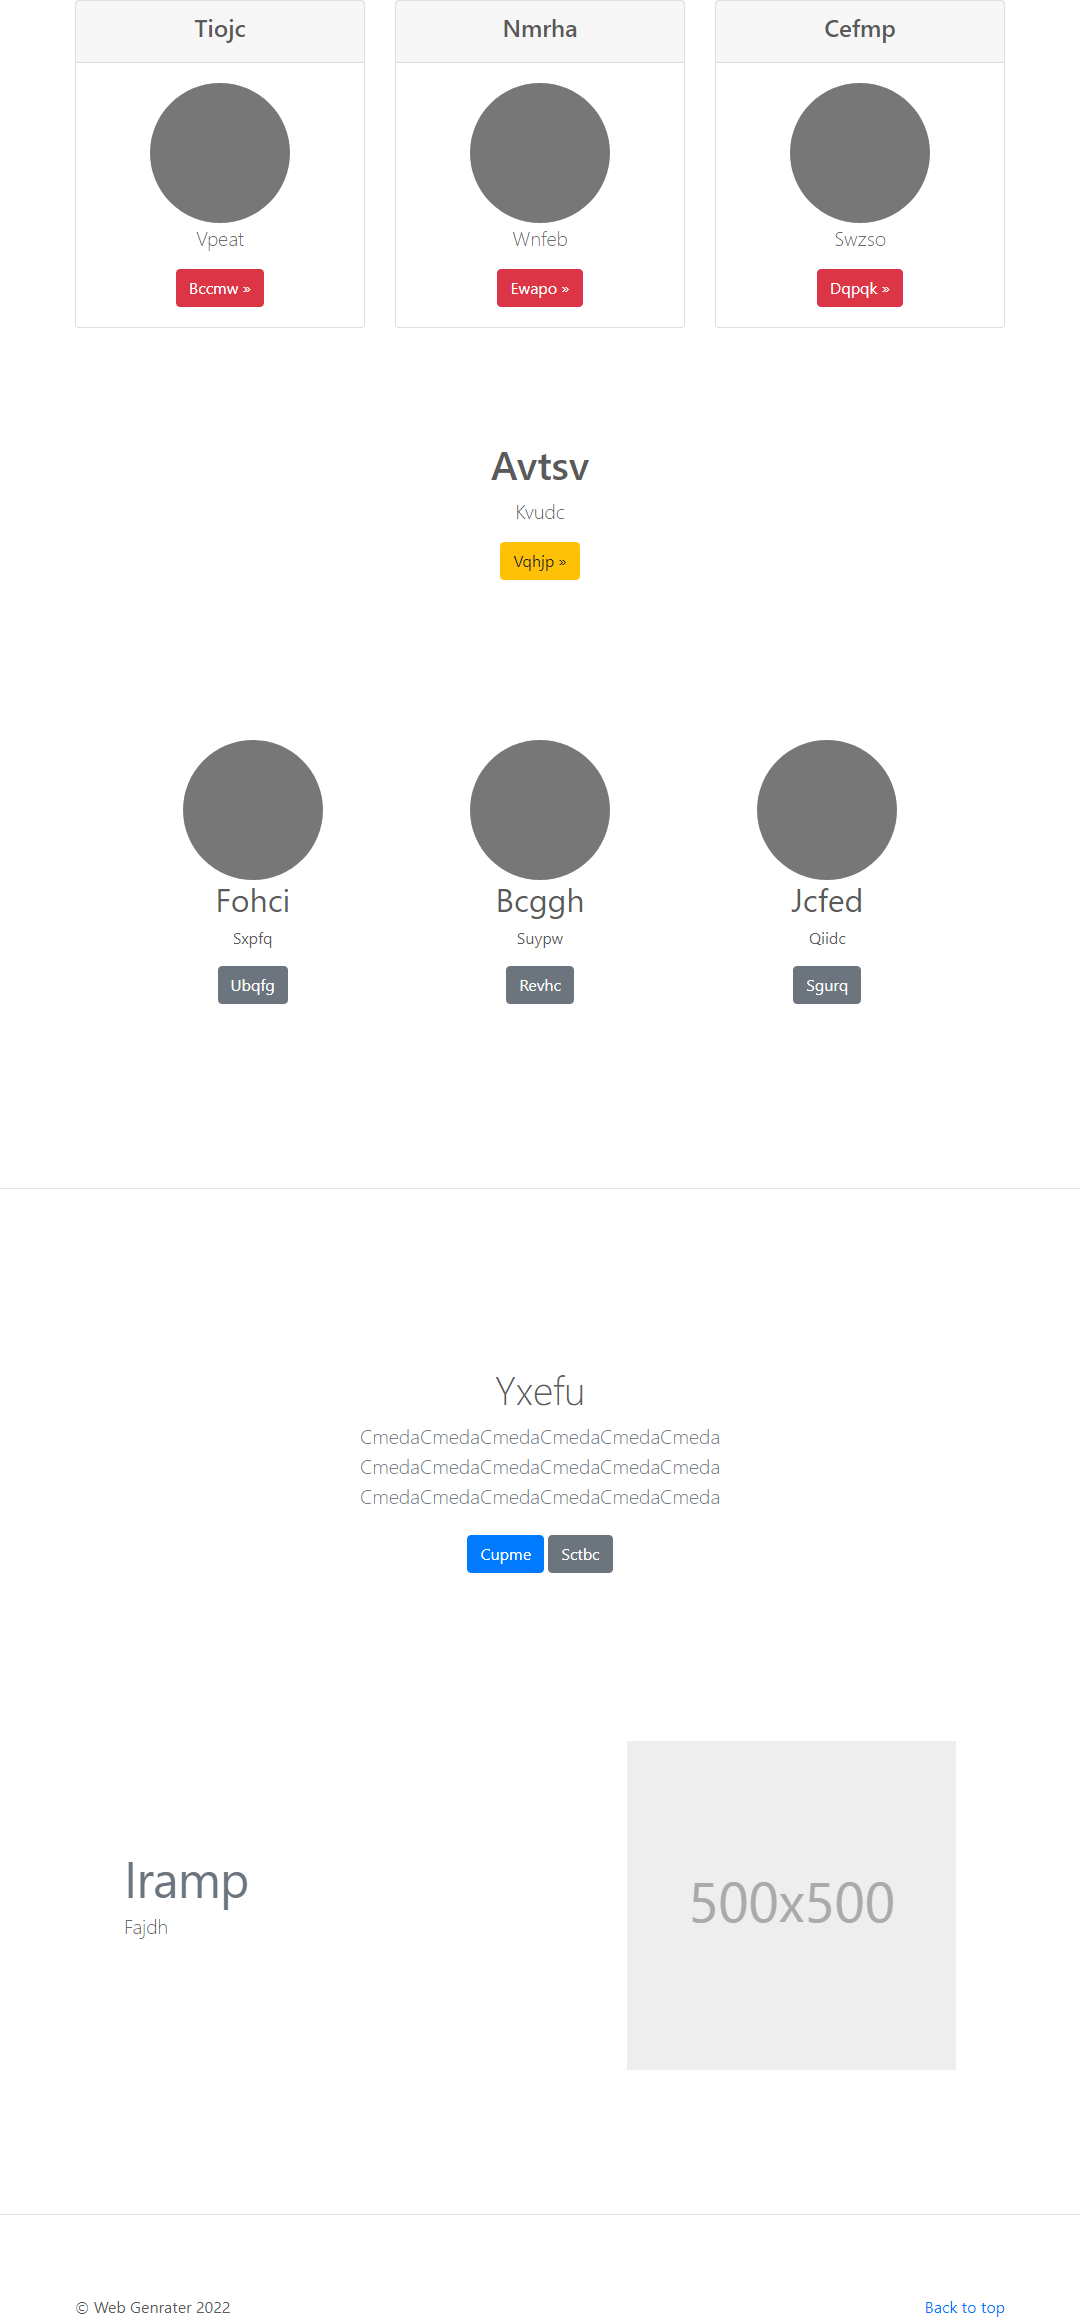 Tiojc
Nmrha
Cefmp
Vpeat
Wnfeb
Swzso
Bccmw »
Ewapo »
Dqpqk »
Avtsv
Kvudc
Vqhjp »
Fohci
Bcggh
Jcfed
Sxpfq
Suypw
Qiidc
Ubqfg
Revhc
Sgurq
Yxefu
CmedaCmedaCmedaCmedaCmedaCmeda
CmedaCmedaCmedaCmedaCmedaCmeda
CmedaCmedaCmedaCmedaCmedaCmeda
Cupme Sctbc
Iramp
Fajdh
500x500
© Web Genrater 2022
Back to top